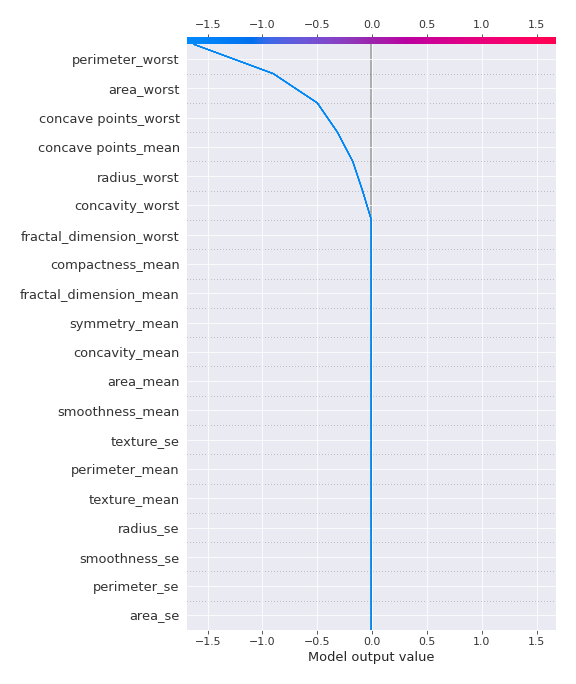 −1.5 −1.0 −0.5 0.0 0.5 1.0 1.5
perimeter_worst
area_worst
concave points_worst
concave points_mean
radius_worst
concavity_worst
fractal_dimension_worst
compactness_mean
fractal_dimension_mean
symmetry_mean
concavity_mean
area_mean
smoothness_mean
texture_se
perimeter_mean
texture_mean
radius_se
smoothness_se
perimeter_se
area_se
−1.5 −1.0 −0.5 0.0 0.5 1.0 1.5
Model output value